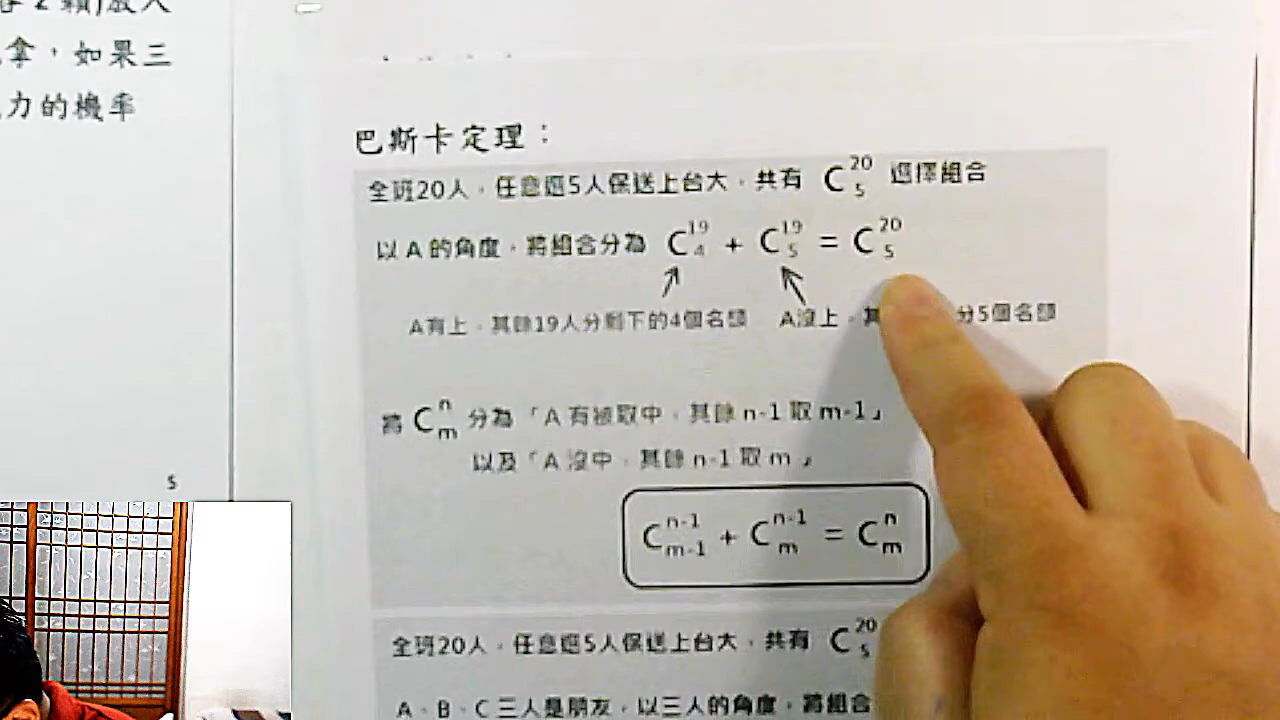 拿，如果三
力的機率
5
巴斯卡定理：
全班20人，任意選5人保送上台大，共有 C^20_5 選擇組合
以 A 的角度，將組合分為 C^19_4 + C^19_5 = C^20_5
A有上，其餘19人分剩下的4個名額 A沒上，其 分5個名額
將 C^n_m 分為「A 有被取中，其餘 n-1 取 m-1」
以及「A 沒中，其餘 n-1 取 m 」
C^n-1_m-1 + C^n-1_m = C^n_m
全班20人，任意選5人保送上台大，共有 C^20_5
A、B、C 三人是朋友，以三人的角度，將組合